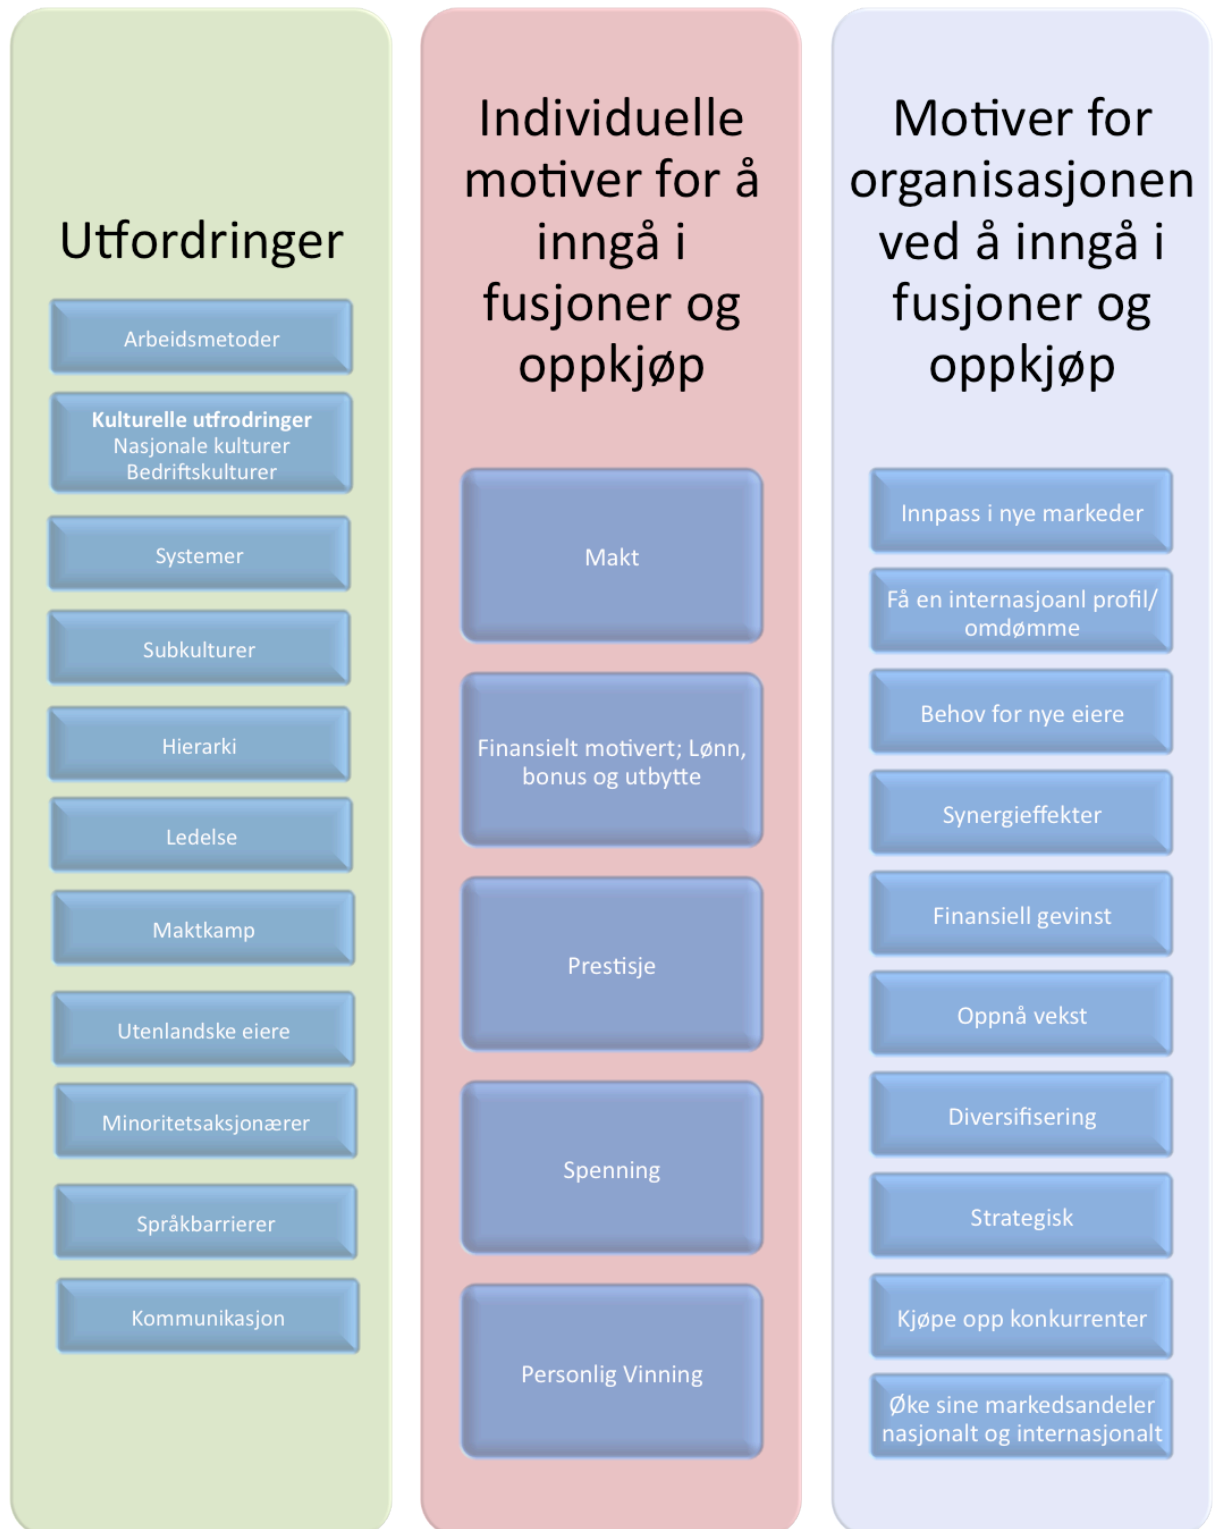 Utfordringer
Arbeidsmetoder
Kulturelle utfrodringer
Nasjonale kulturer
Bedriftskulturer
Systemer
Subkulturer
Hierarki
Ledelse
Maktkamp
Utenlandske eiere
Minoritetsaksjonærer
Språkbarrierer
Kommunikasjon
Individuelle
motiver for å
inngå i
fusjoner og
oppkjøp
Makt
Finansielt motivert; Lønn,
bonus og utbytte
Prestisje
Spenning
Personlig Vinning
Motiver for
organisasjonen
ved å inngå i
fusjoner og
oppkjøp
Innpass i nye markeder
Få en internasjoanl profil/
omdømme
Behov for nye eiere
Synergieffekter
Finansiell gevinst
Oppnå vekst
Diversifisering
Strategisk
Kjøpe opp konkurrenter
Øke sine markedsandeler
nasjonalt og internasjonalt